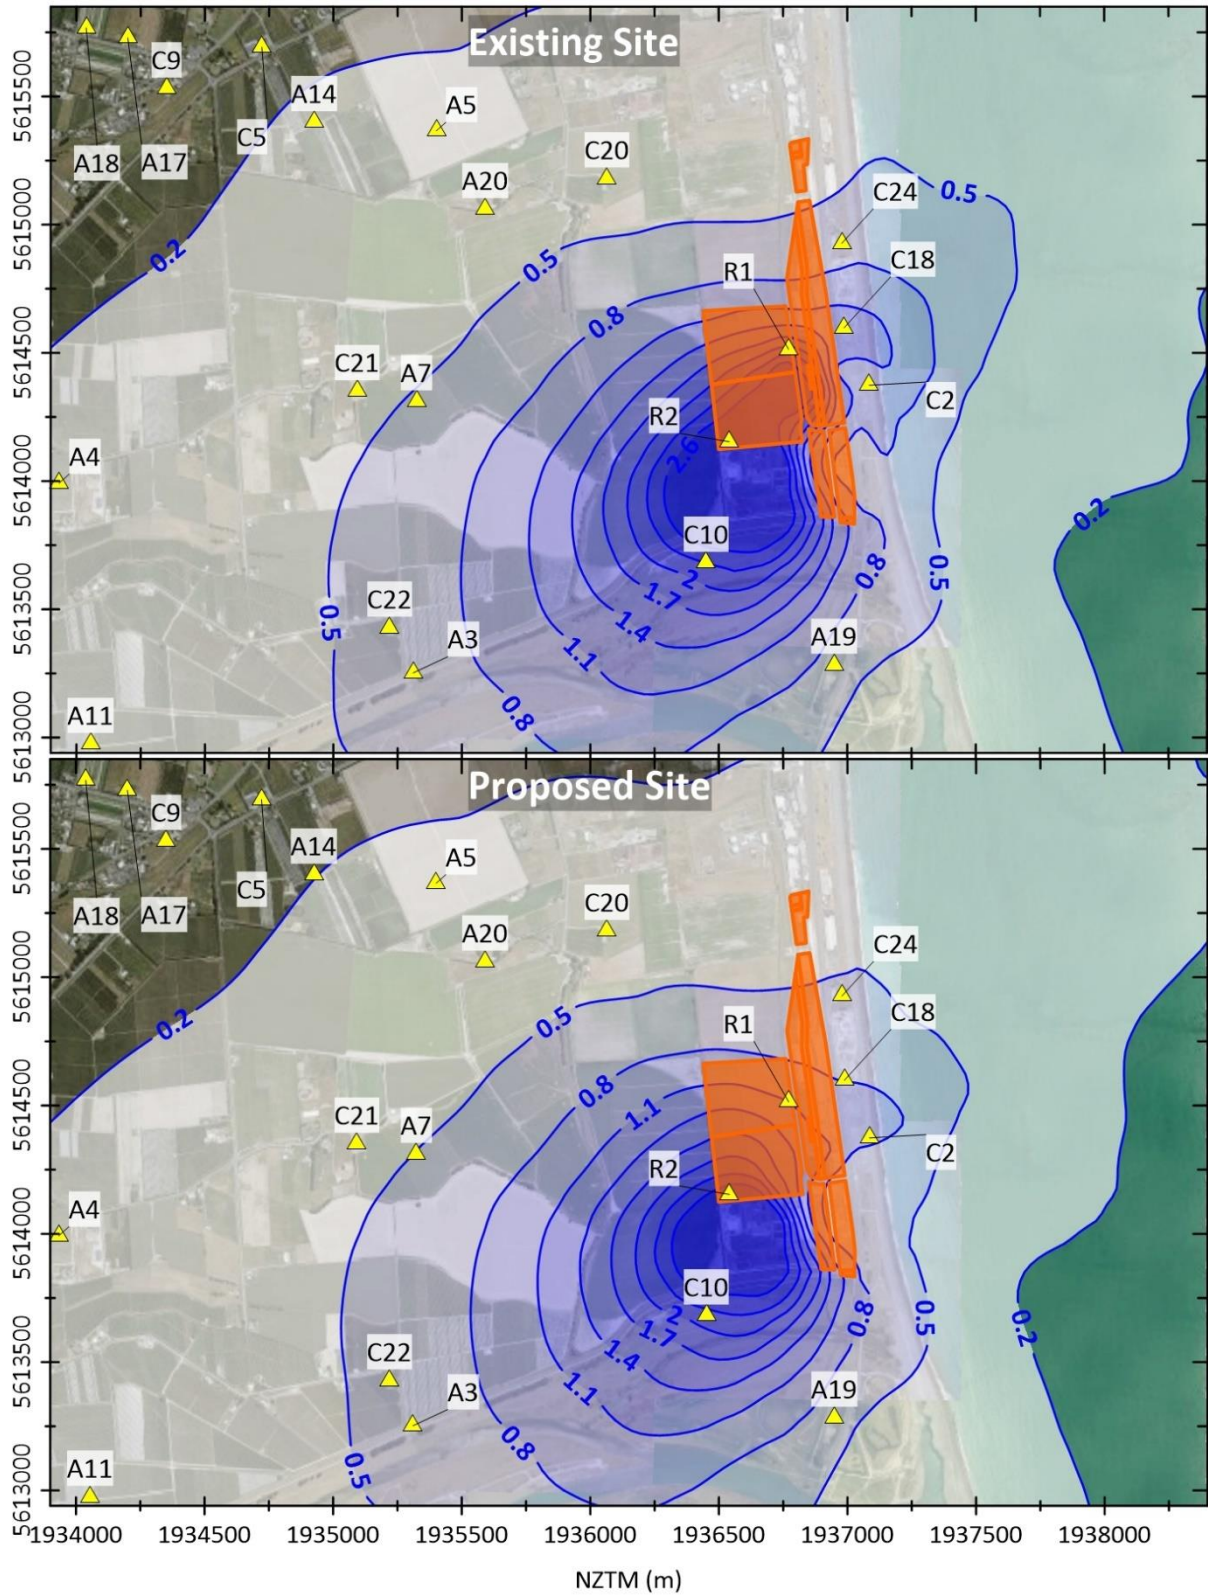 Existing Site
5615500
5615000
5614500
5614000
5613500
5613000
C9
A14
A5
C5
A18
A17
A20
C20
C24
0.5
C18
0.2
0.5
R1
0.8
C21
A7
C2
R2
2.6
A4
0.2
C10
2
1.7
0.8
0.5
C22
1.4
0.5
A3
1.1
A19
A11
0.8
Proposed Site
5615500
5615000
5614500
5614000
5613500
5613000
C9
A14
A5
C5
A18
A17
A20
C20
C24
0.2
0.5
R1
C18
0.8
1.1
C21
A7
C2
R2
A4
C10
2
1.7
0.8
0.5
0.2
1.4
C22
1.1
A3
A19
0.8
A11
0.5
1934000 1934500 1935000 1935500 1936000 1936500 1937000 1937500 1938000
NZTM (m)